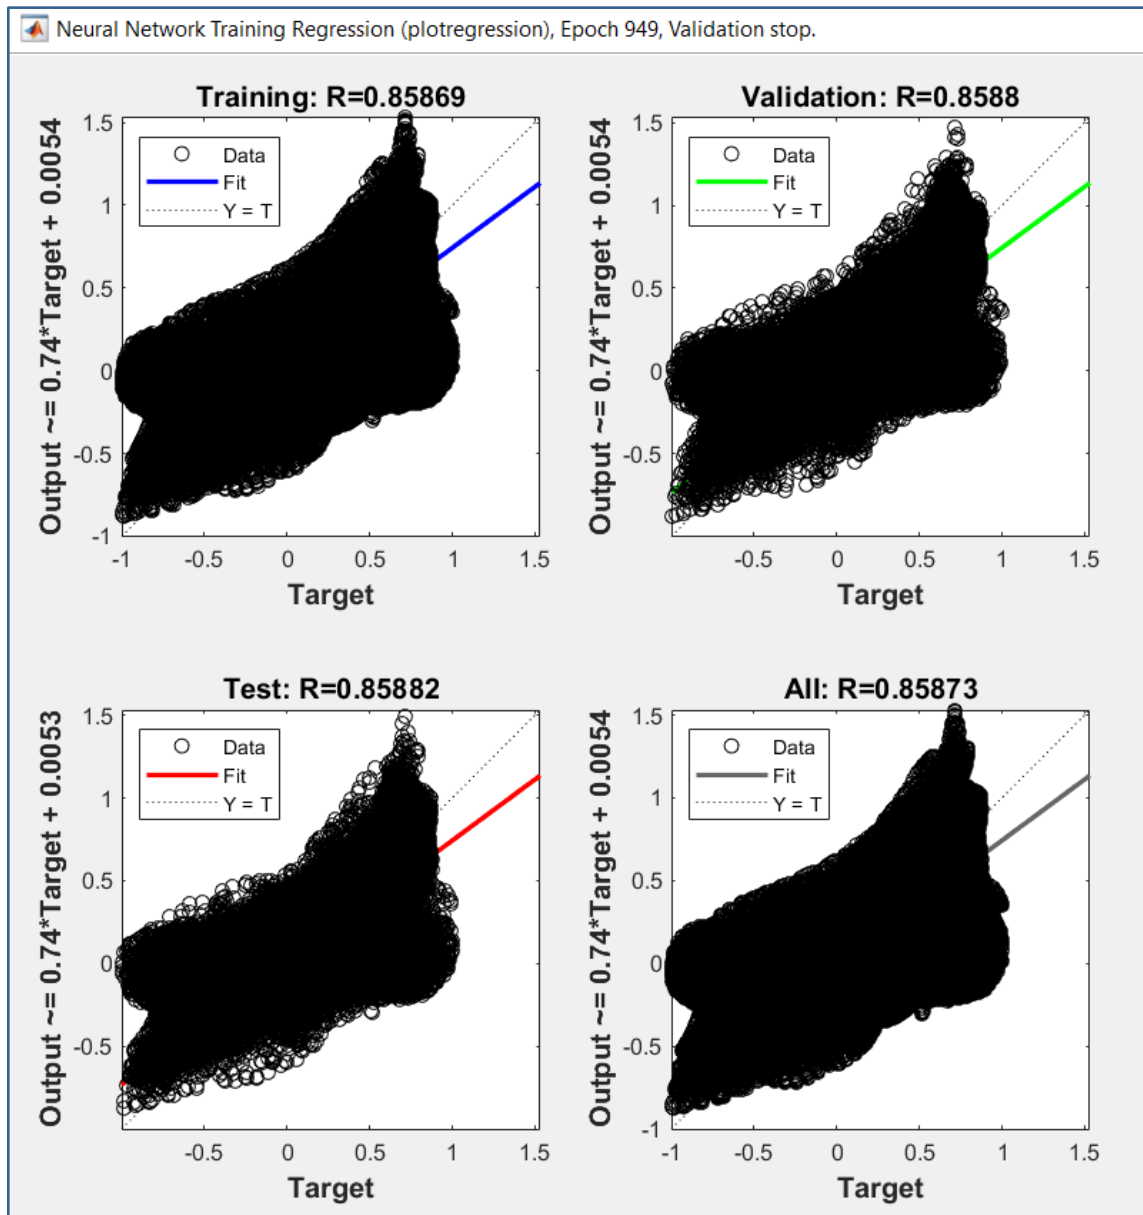 Neural Network Training Regression (plotregression), Epoch 949, Validation stop.
Training: R=0.85869
Output ~= 0.74*Target + 0.0054
1.5
1
0.5
0
-0.5
-1
Data
Fit
Y = T
-1 -0.5 0 0.5 1 1.5
Target
Validation: R=0.8588
Output ~= 0.74*Target + 0.0054
1.5
1
0.5
0
-0.5
-1
Data
Fit
Y = T
-0.5 0 0.5 1 1.5
Target
Test: R=0.85882
Output ~= 0.74*Target + 0.0053
1.5
1
0.5
0
-0.5
Data
Fit
Y = T
-0.5 0 0.5 1 1.5
Target
All: R=0.85873
Output ~= 0.74*Target + 0.0054
1.5
1
0.5
0
-0.5
-1
Data
Fit
Y = T
-1 -0.5 0 0.5 1 1.5
Target